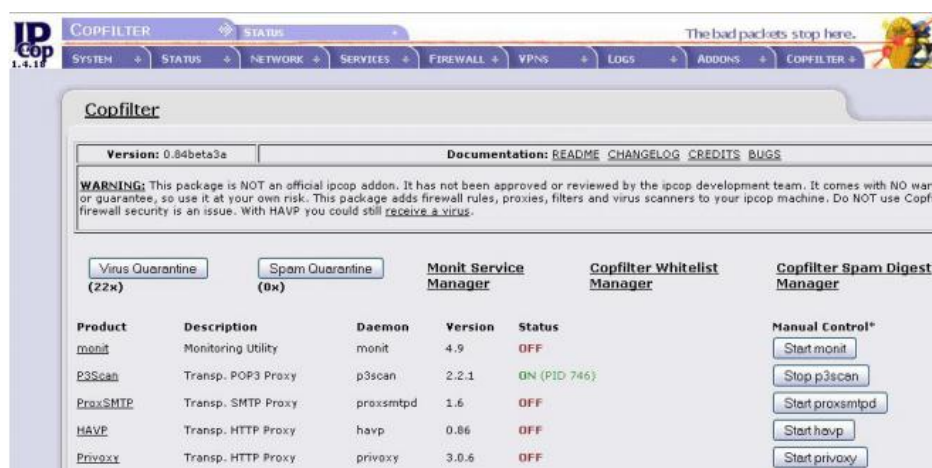 IP
COPFILTER STATUS The bad packets stop here.
Cop
1.4.18
SYSTEM STATUS NETWORK SERVICES FIREWALL VPNS LOGS ADDONS COPFILTER
Copfilter
Version: 0.84beta3a Documentation: README CHANGELOG CREDITS BUGS
WARNING: This package is NOT an official ipcop addon. It has not been approved or reviewed by the ipcop development team. It comes with NO war
or guarantee, so use it at your own risk. This package adds firewall rules, proxies, filters and virus scanners to your ipcop machine. Do NOT use Copf
firewall security is an issue. With HAVP you could still receive a virus.
Virus Quarantine Spam Quarantine Monit Service Copfilter Whitelist Copfilter Spam Digest
(22x) (0x) Manager Manager Manager
Product Description Daemon Version Status Manual Control*
monit Monitoring Utility monit 4.9 OFF Start monit
P3Scan Transp. POP3 Proxy p3scan 2.2.1 ON (PID 746) Stop p3scan
ProxSMTP Transp. SMTP Proxy proxsmtpd 1.6 OFF Start proxsmtpd
HAVP Transp. HTTP Proxy havp 0.86 OFF Start havp
Privoxy Transp. HTTP Proxy privoxy 3.0.6 OFF Start privoxy